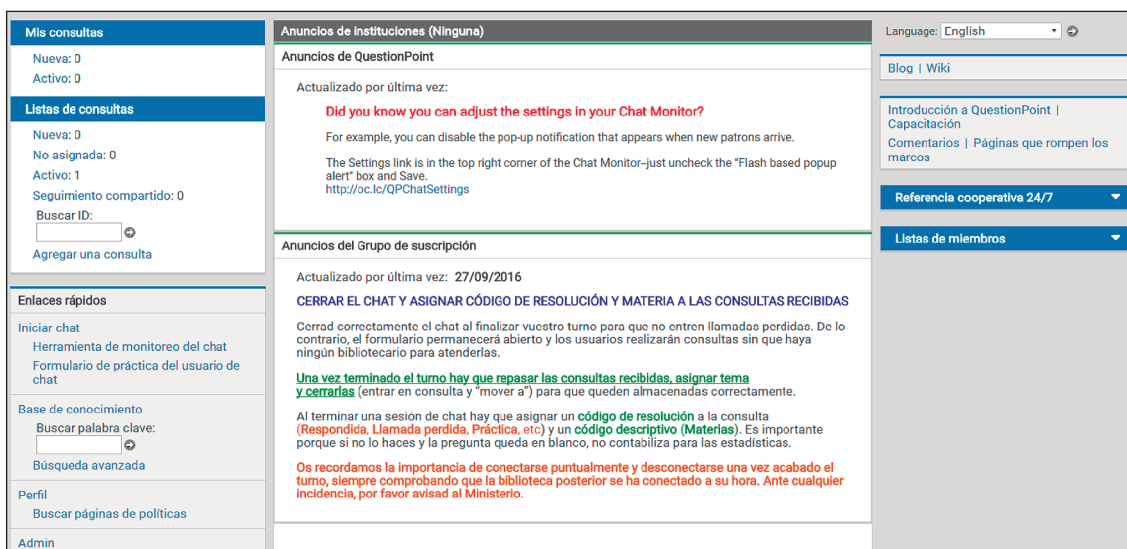 Mis consultas
Nueva: 0
Activo: 0
Listas de consultas
Nueva: 0
No asignada: 0
Activo: 1
Seguimiento compartido: 0
Buscar ID:
Agregar una consulta
Enlaces rápidos
Iniciar chat
Herramienta de monitoreo del chat
Formulario de práctica del usuario de
chat
Base de conocimiento
Buscar palabra clave:
Búsqueda avanzada
Perfil
Buscar páginas de políticas
Admin
Anuncios de instituciones (Ninguna)
Anuncios de QuestionPoint
Actualizado por última vez:
Did you know you can adjust the settings in your Chat Monitor?
For example, you can disable the pop-up notification that appears when new patrons arrive.
The Settings link is in the top right corner of the Chat Monitor–just uncheck the "Flash based popup
alert" box and Save.
http://oc.lc/QPChatSettings
Anuncios del Grupo de suscripción
Actualizado por última vez: 27/09/2016
CERRAR EL CHAT Y ASIGNAR CÓDIGO DE RESOLUCIÓN Y MATERIA A LAS CONSULTAS RECIBIDAS
Cerrad correctamente el chat al finalizar vuestro turno para que no entren llamadas perdidas. De lo
contrario, el formulario permanecerá abierto y los usuarios realizarán consultas sin que haya
ningún bibliotecario para atenderlas.
Una vez terminado el turno hay que repasar las consultas recibidas, asignar tema
y cerrarlas (entrar en consulta y “mover a”) para que queden almacenadas correctamente.
Al terminar una sesión de chat hay que asignar un código de resolución a la consulta
(Respondida, Llamada perdida, Práctica, etc) y un código descriptivo (Materias). Es importante
porque si no lo haces y la pregunta queda en blanco, no contabiliza para las estadísticas.
Os recordamos la importancia de conectarse puntualmente y desconectarse una vez acabado el
turno, siempre comprobando que la biblioteca posterior se ha conectado a su hora. Ante cualquier
incidencia, por favor avisad al Ministerio.
Language: English
Blog | Wiki
Introducción a QuestionPoint |
Capacitación
Comentarios | Páginas que rompen los
marcos
Referencia cooperativa 24/7
Listas de miembros